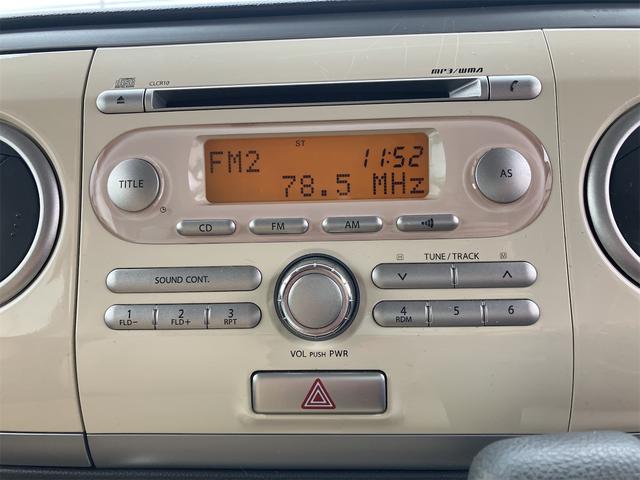 CLCR10
MP3/WMA
ST
FM2 11:52
78.5 MHz
TITLE
AS
CD FM AM
TUNE / TRACK
SOUND CONT.
1 2 3
FLD- FLD+ RPT
4 5 6
RDM
VOL PUSH PWR